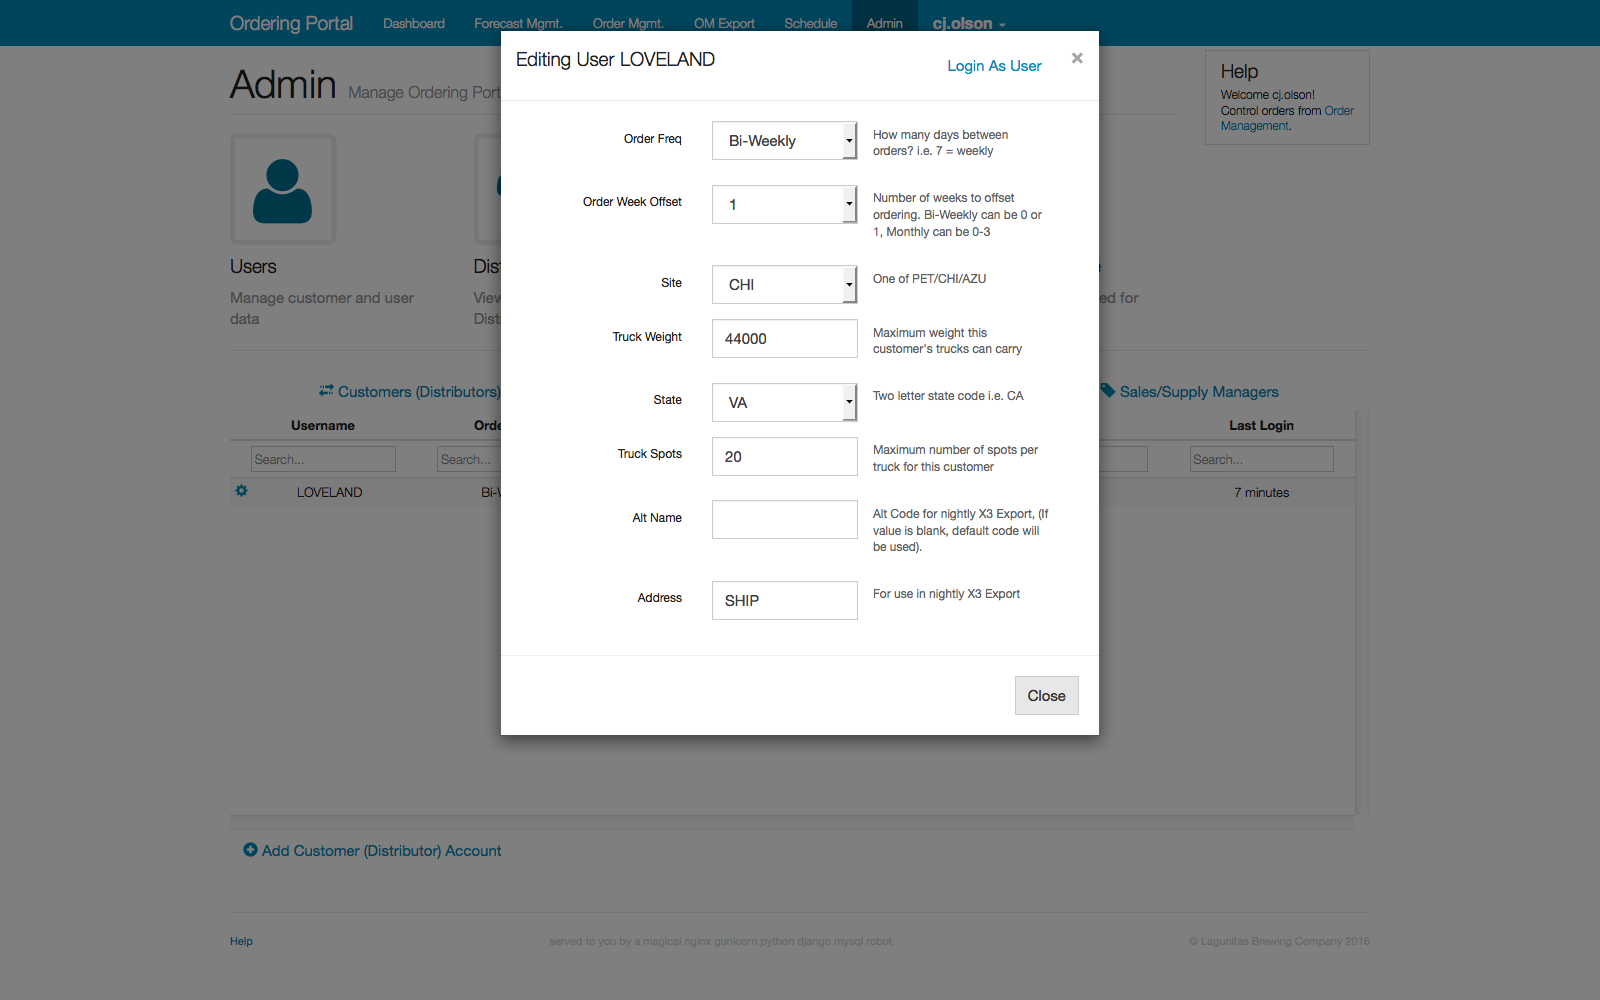 Ordering Portal Dashboard Forecast Mgmt. Order Mgmt. OM Export Schedule Admin cj.olson
Editing User LOVELAND
Login As User
×
Admin Manage Ordering Port
Help
Welcome cj.olson!
Control orders from Order
Management.
Order Freq
Bi-Weekly
How many days between
orders? i.e. 7 = weekly
Order Week Offset
1
Number of weeks to offset
ordering. Bi-Weekly can be 0 or
1, Monthly can be 0-3
Users
Manage customer and user
data
Dis
View
Dist
ed for
Site
CHI
One of PET/CHI/AZU
Truck Weight
44000
Maximum weight this
customer's trucks can carry
State
VA
Two letter state code i.e. CA
Truck Spots
20
Maximum number of spots per
truck for this customer
Alt Name
Alt Code for nightly X3 Export, (If
value is blank, default code will
be used).
Address
SHIP
For use in nightly X3 Export
Close
Customers (Distributors)
Sales/Supply Managers
Username Orde Last Login
Search... Search... Search...
LOVELAND Bi-W 7 minutes
Add Customer (Distributor) Account
Help served to you by a magical nginx gunicorn python django mysql robot © Lagunitas Brewing Company 2016